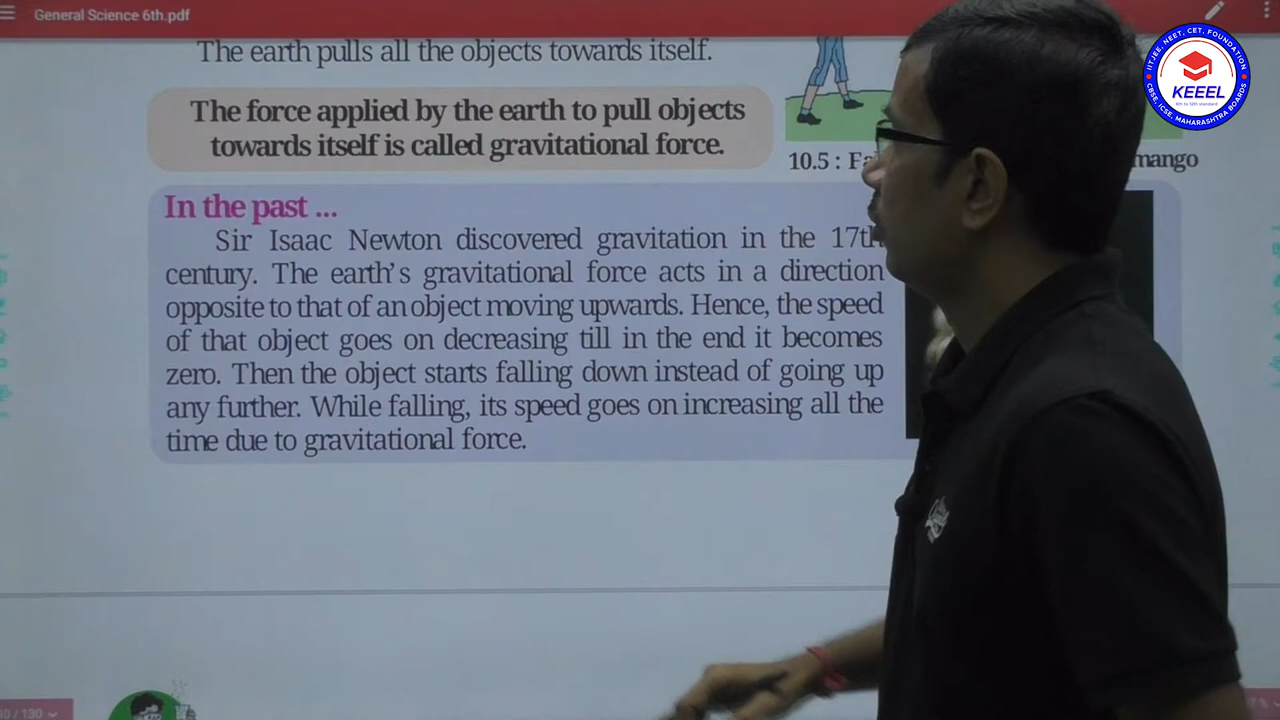 General Science 6th.pdf
The earth pulls all the objects towards itself.
The force applied by the earth to pull objects
towards itself is called gravitational force.
10.5 : Fa
mango
In the past ...
Sir Isaac Newton discovered gravitation in the 17th
century. The earth's gravitational force acts in a direction
opposite to that of an object moving upwards. Hence, the speed
of that object goes on decreasing till in the end it becomes
zero. Then the object starts falling down instead of going up
any further. While falling, its speed goes on increasing all the
time due to gravitational force.
/ 130
IITJEE, NEET, CET, FOUNDATION
KEEEL
6th to 12th standard
CBSE, ICSE, MAHARASHTRA BOARDS